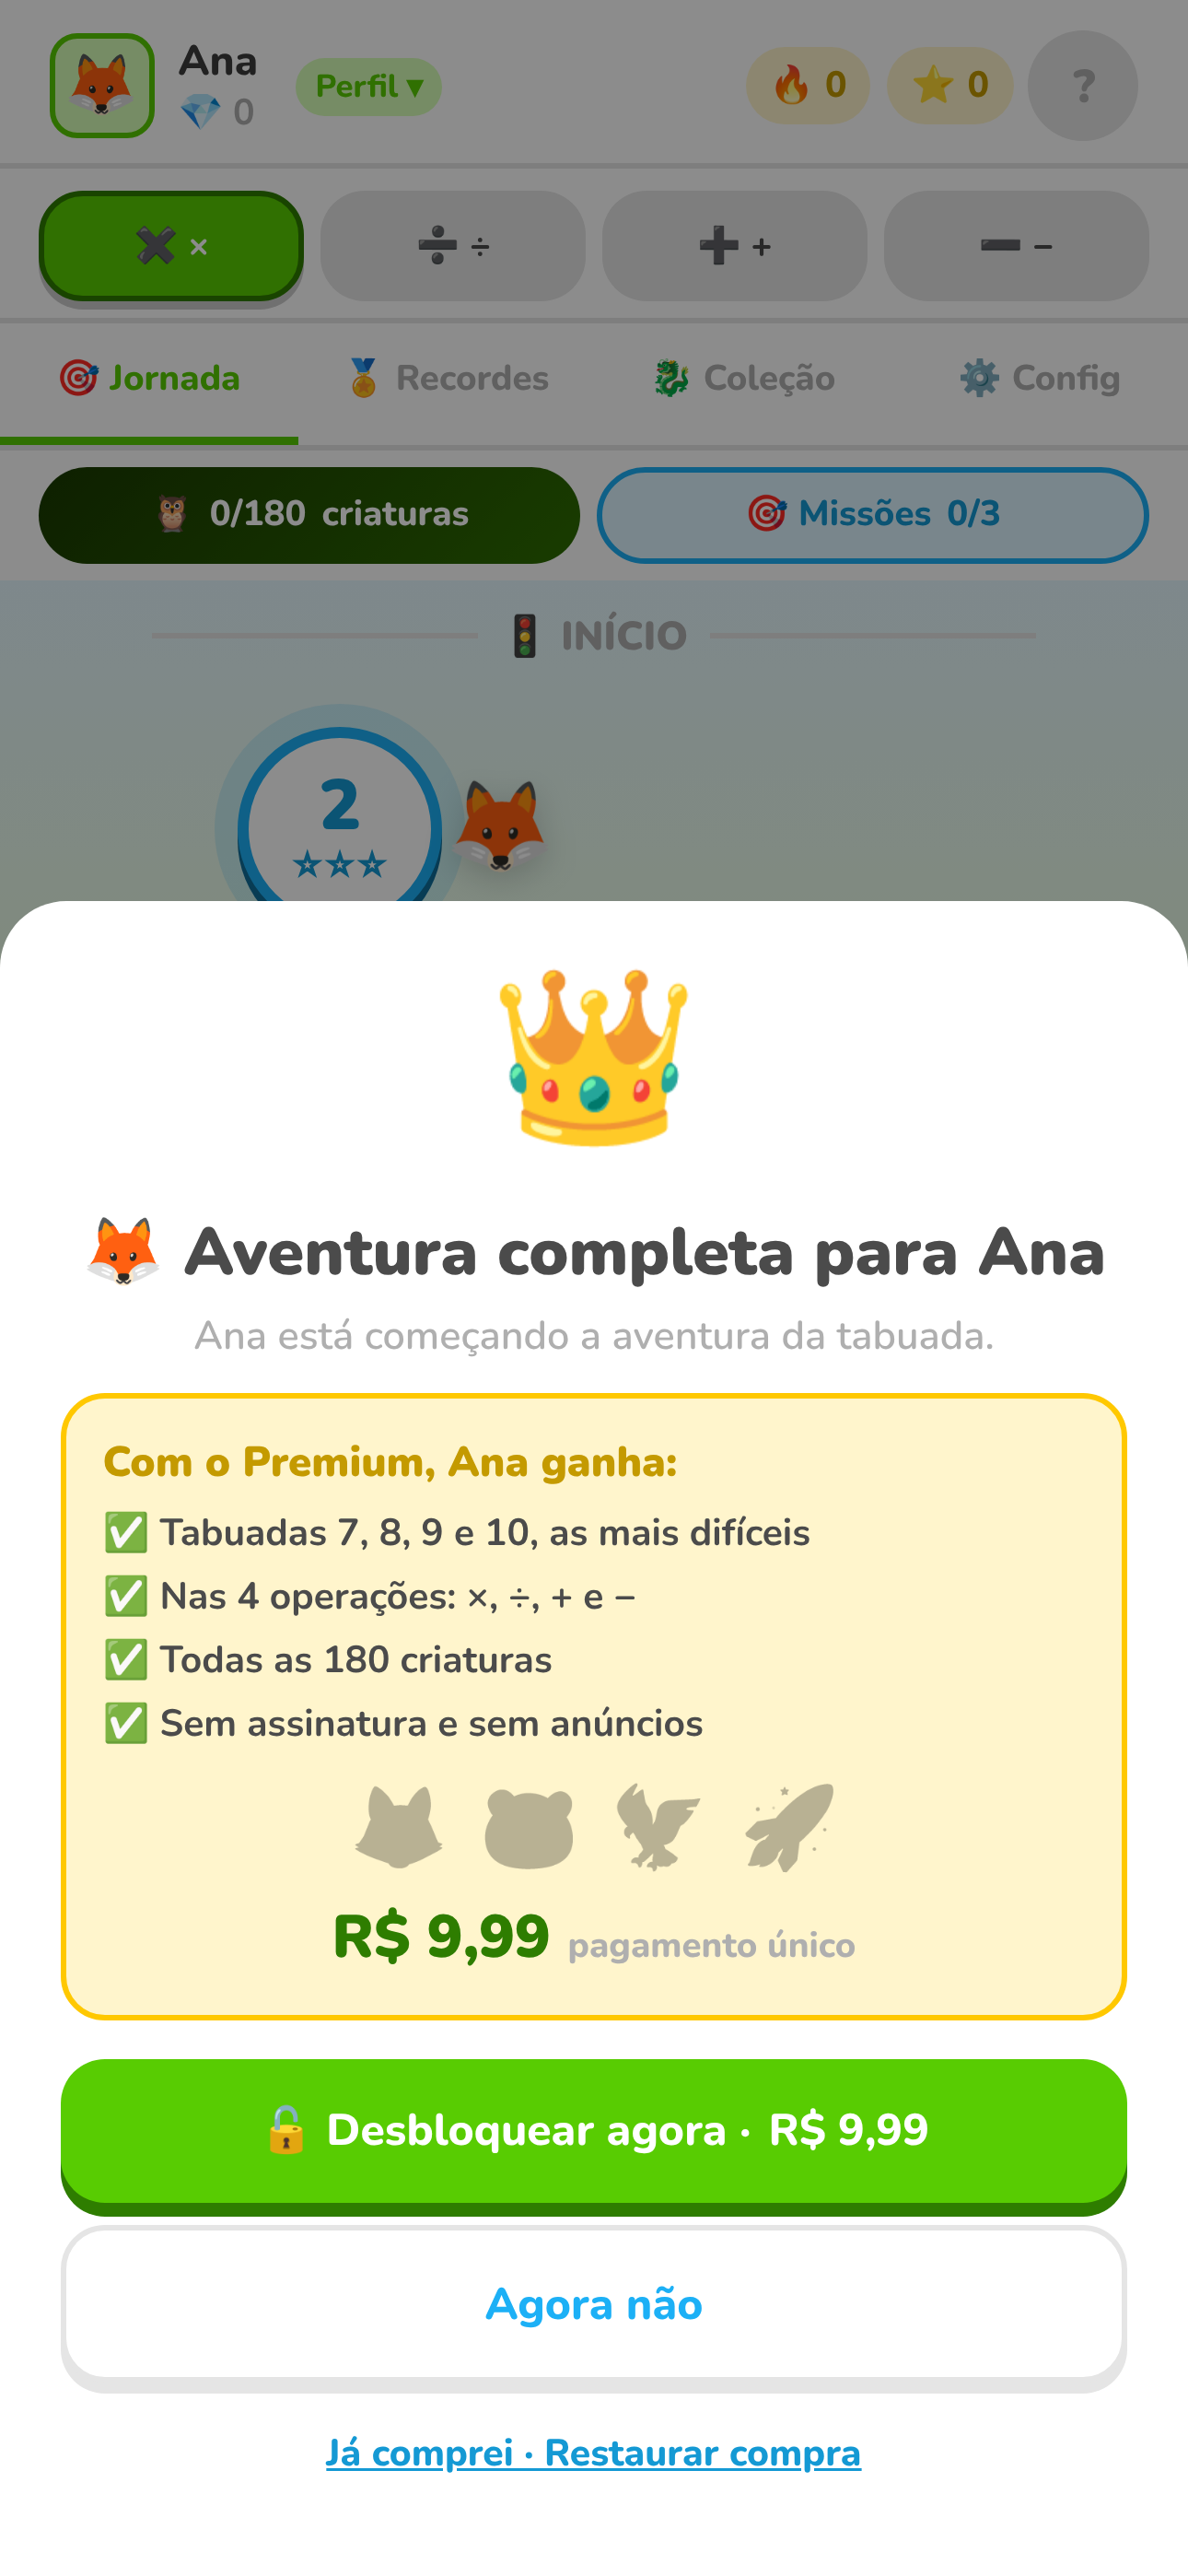 Ana
0
Perfil ▾
0
0
?
✖ ×
➗ ÷
➕ +
➖ −
Jornada
Recordes
Coleção
Config
0/180 criaturas
Missões 0/3
INÍCIO
2
Aventura completa para Ana
Ana está começando a aventura da tabuada.
Com o Premium, Ana ganha:
✅ Tabuadas 7, 8, 9 e 10, as mais difíceis
✅ Nas 4 operações: ×, ÷, + e −
✅ Todas as 180 criaturas
✅ Sem assinatura e sem anúncios
R$ 9,99 pagamento único
Desbloquear agora · R$ 9,99
Agora não
Já comprei · Restaurar compra